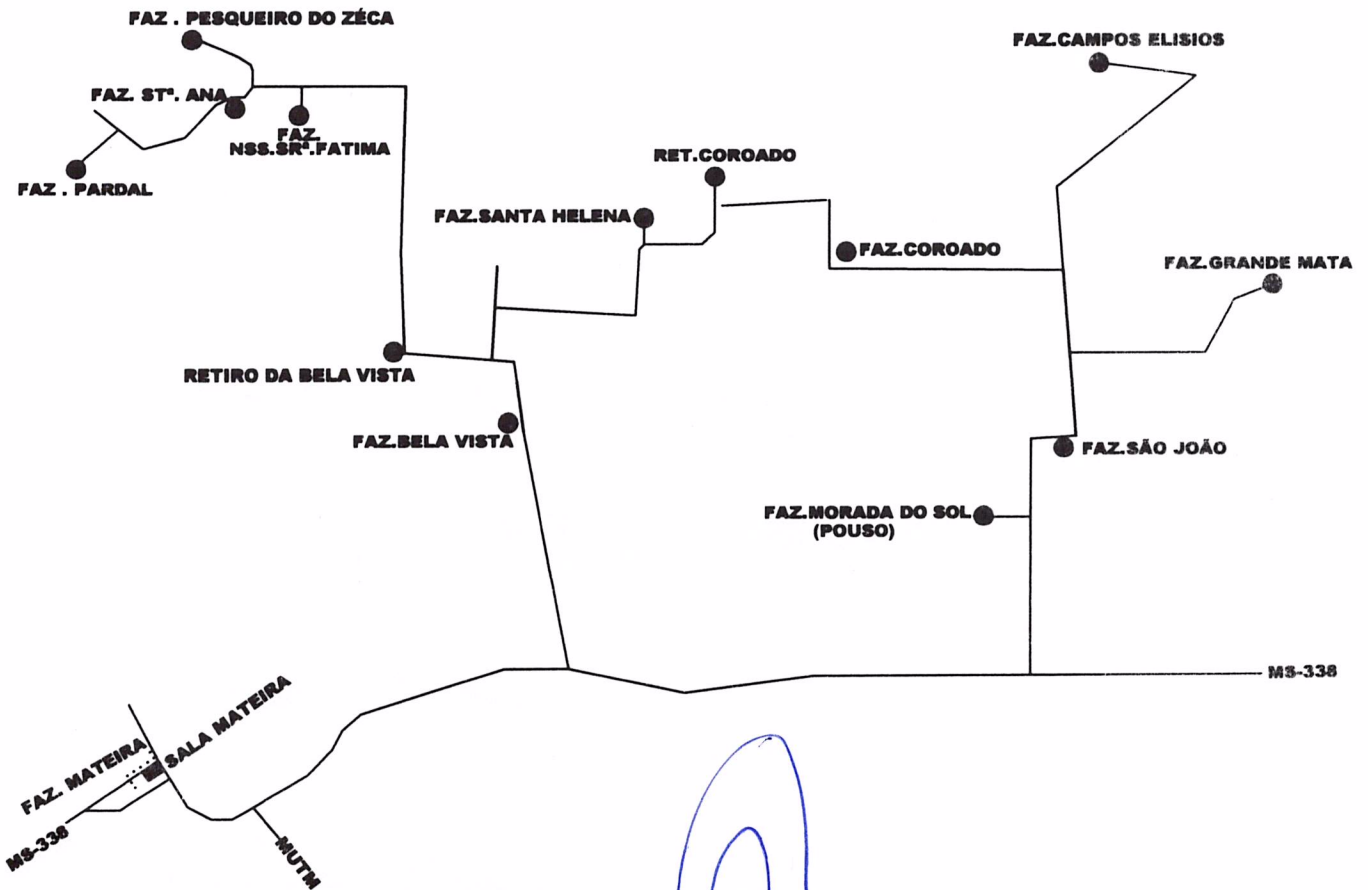 FAZ . PESQUEIRO DO ZÉCA
FAZ.CAMPOS ELISIOS
FAZ. STª. ANA
FAZ.
NSS.SRª.FATIMA
RET.COROADO
FAZ . PARDAL
FAZ.SANTA HELENA
FAZ.COROADO
FAZ.GRANDE MATA
RETIRO DA BELA VISTA
FAZ.BELA VISTA
FAZ.SÃO JOÃO
FAZ.MORADA DO SOL
(POUSO)
MS-338
SALA MATEIRA
FAZ. MATEIRA
MS-338
MUTM